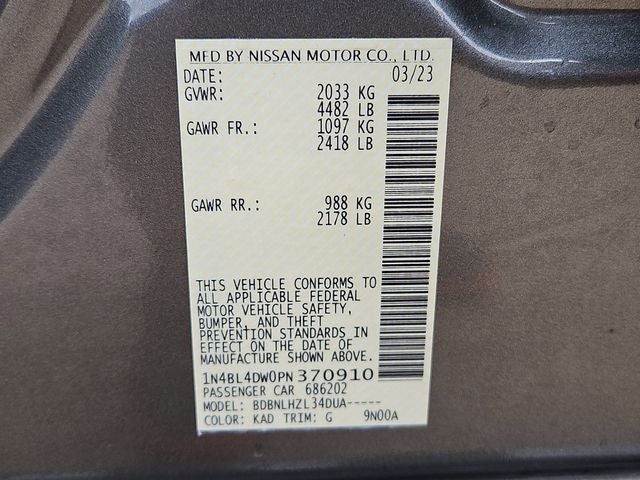 MFD BY NISSAN MOTOR CO., LTD.
DATE: 03/23
GVWR: 2033 KG
4482 LB
GAWR FR.: 1097 KG
2418 LB
GAWR RR.: 988 KG
2178 LB
THIS VEHICLE CONFORMS TO
ALL APPLICABLE FEDERAL
MOTOR VEHICLE SAFETY,
BUMPER, AND THEFT
PREVENTION STANDARDS IN
EFFECT ON THE DATE OF
MANUFACTURE SHOWN ABOVE.
1N4BL4DW0PN370910
PASSENGER CAR 686202
MODEL: BDBNLHZL34DUA-----
COLOR: KAD TRIM: G 9N00A